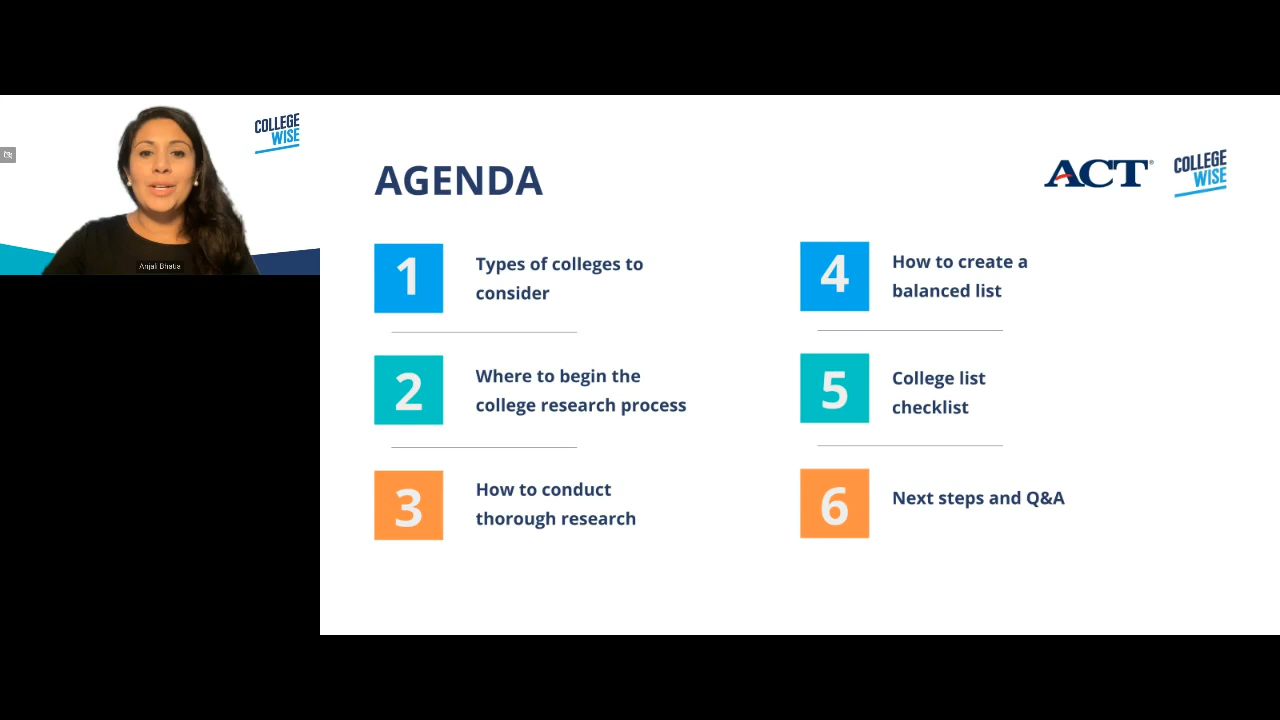 COLLEGE
WISE
Anjali Bhatia
AGENDA
ACT®
COLLEGE
WISE
1
Types of colleges to
consider
2
Where to begin the
college research process
3
How to conduct
thorough research
4
How to create a
balanced list
5
College list
checklist
6
Next steps and Q&A